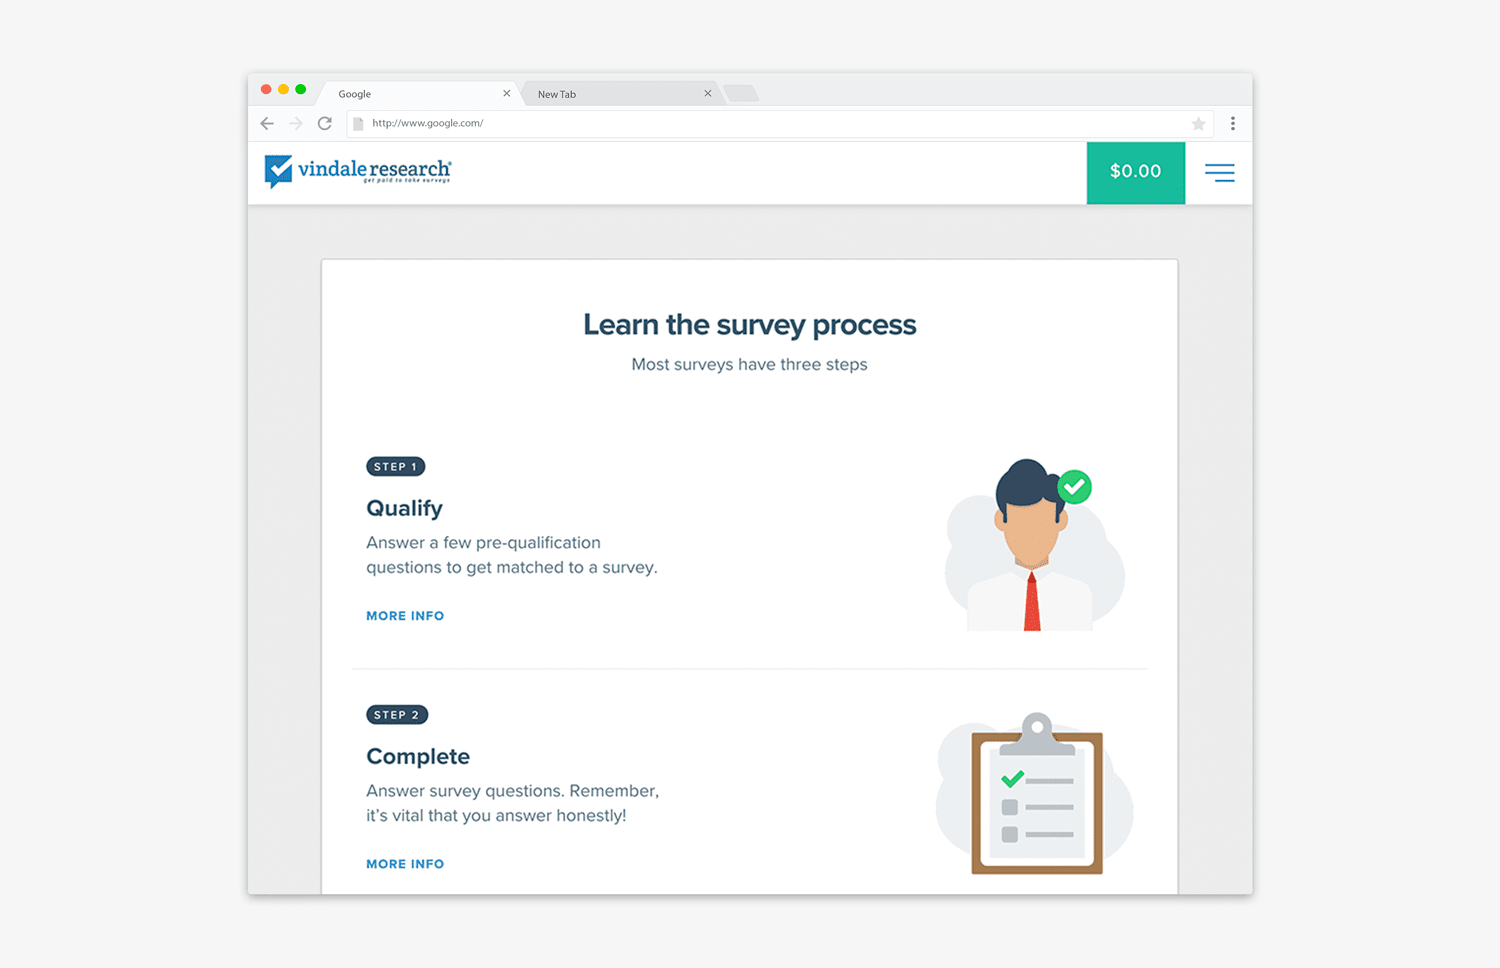 Google
New Tab
http://www.google.com/
vindale research®
get paid to take surveys
$0.00
Learn the survey process
Most surveys have three steps
STEP 1
Qualify
Answer a few pre-qualification
questions to get matched to a survey.
MORE INFO
STEP 2
Complete
Answer survey questions. Remember,
it's vital that you answer honestly!
MORE INFO